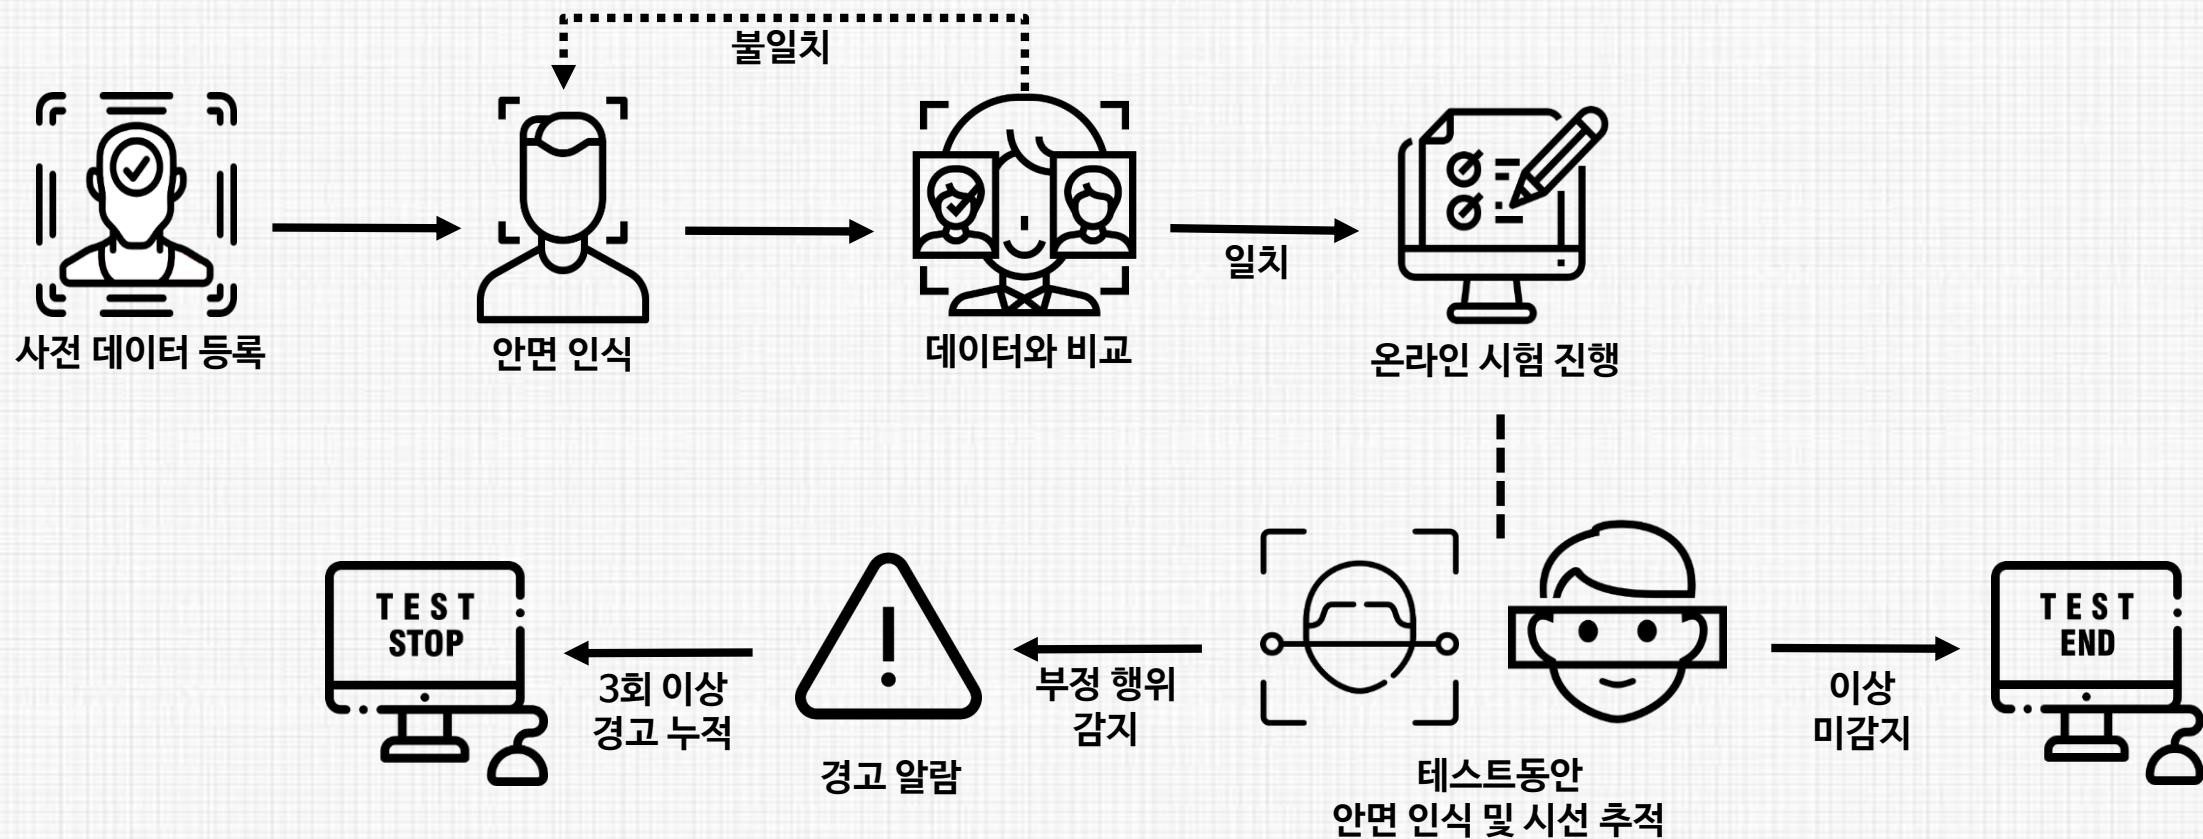 불일치
일치
사전 데이터 등록
안면 인식
데이터와 비교
온라인 시험 진행
TEST
STOP
3회 이상
경고 누적
경고 알람
부정 행위
감지
테스트동안
안면 인식 및 시선 추적
이상
미감지
TEST
END